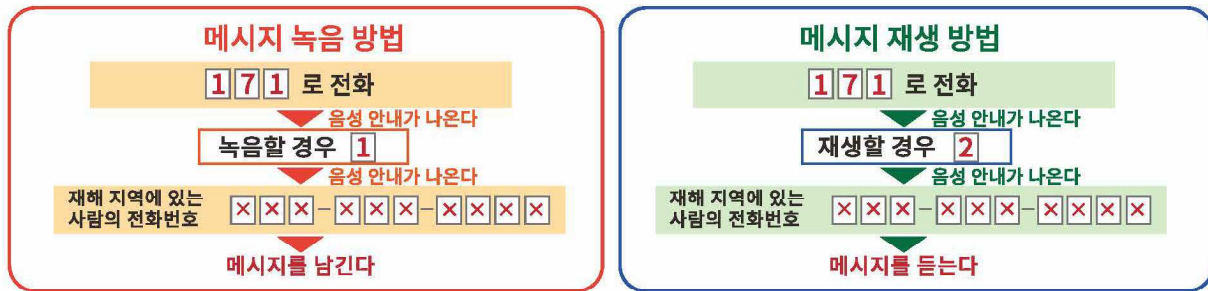 메시지 녹음 방법
171 로 전화
음성 안내가 나온다
녹음할 경우 1
음성 안내가 나온다
재해 지역에 있는
사람의 전화번호 ×××-×××-××××
메시지를 남긴다
메시지 재생 방법
171 로 전화
음성 안내가 나온다
재생할 경우 2
음성 안내가 나온다
재해 지역에 있는
사람의 전화번호 ×××-×××-××××
메시지를 듣는다